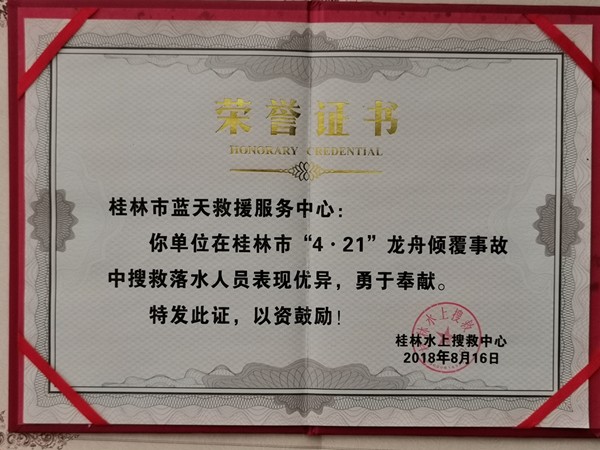 荣誉证书
HONORARY CREDENTIAL
桂林市蓝天救援服务中心：
你单位在桂林市“4·21”龙舟倾覆事故
中搜救落水人员表现优异，勇于奉献。
特发此证，以资鼓励！
桂林水上搜救中心
2018年8月16日